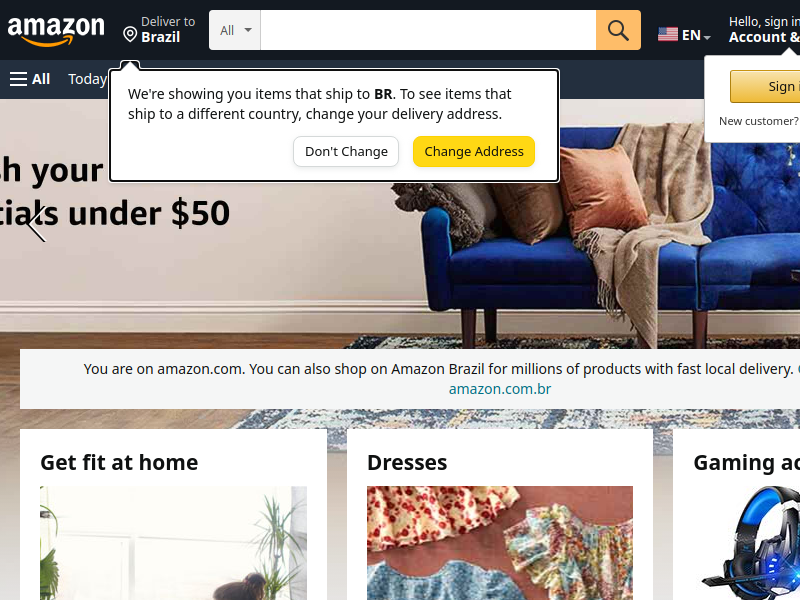 amazon
Deliver to
Brazil
All
EN
Hello, sign in
Account &
All
Today
We're showing you items that ship to BR. To see items that
ship to a different country, change your delivery address.
Don't Change
Change Address
Sign i
New customer?
sh your
tials under $50
You are on amazon.com. You can also shop on Amazon Brazil for millions of products with fast local delivery.
amazon.com.br
Get fit at home
Dresses
Gaming ac